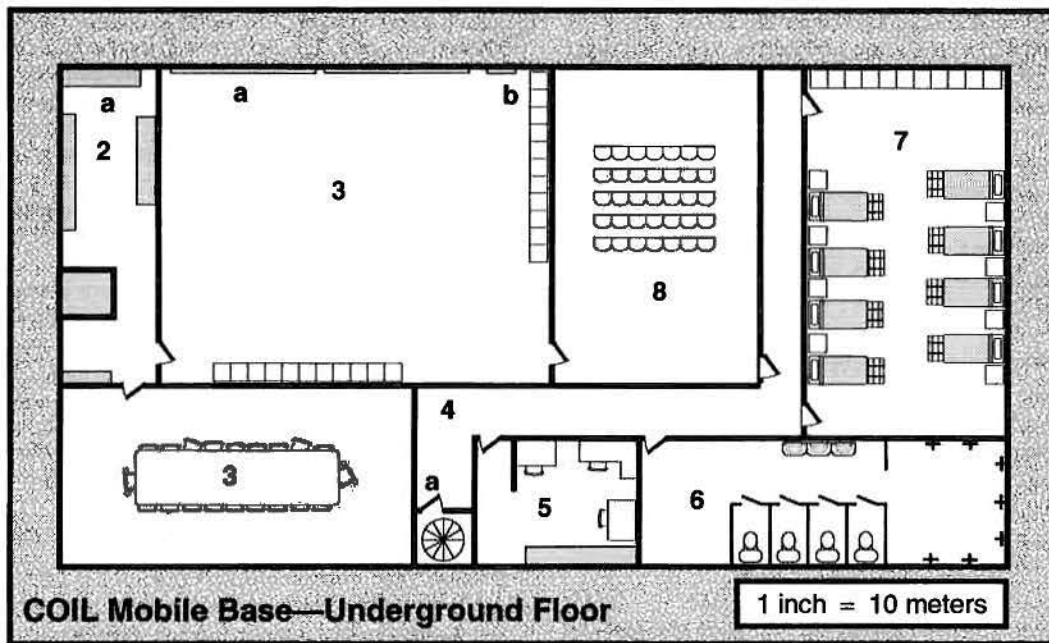 a
a
b
2
3
7
8
4
3
a
5
6
COIL Mobile Base—Underground Floor
1 inch = 10 meters